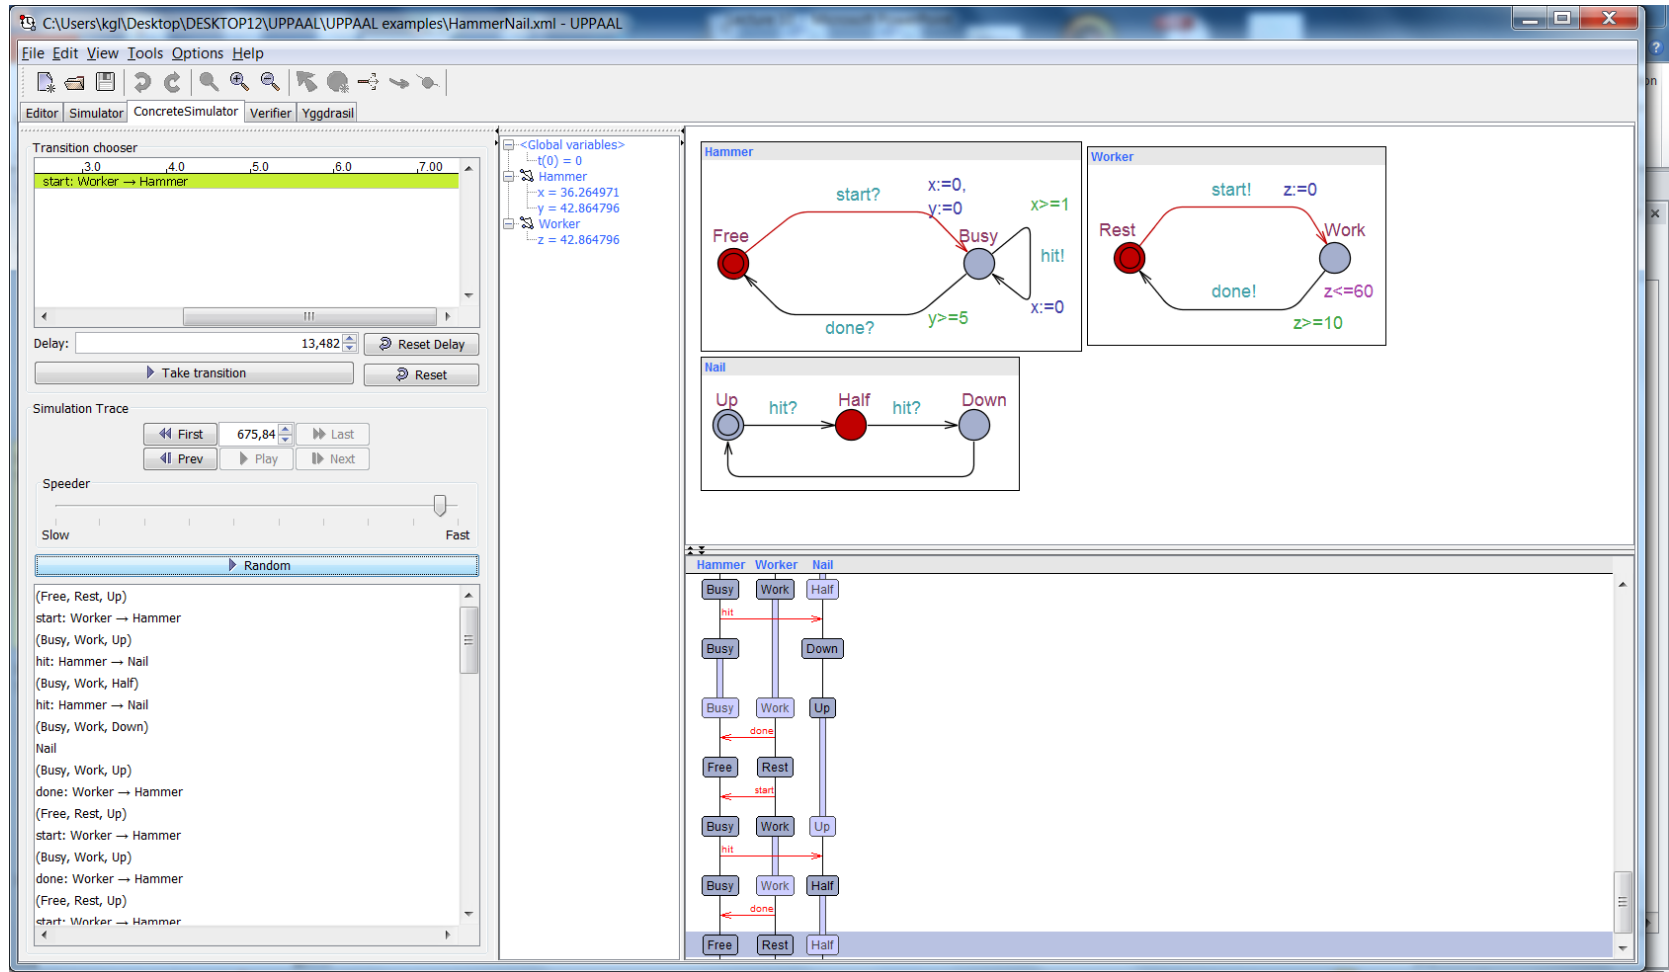 C:\Users\kgl\Desktop\DESKTOP12\UPPAAL\UPPAAL examples\HammerNail.xml - UPPAAL
File Edit View Tools Options Help
Editor Simulator ConcreteSimulator Verifier Yggdrasil
Transition chooser
3.0 4.0 5.0 6.0 7.00
start: Worker → Hammer
Delay: 13,482 Reset Delay
Take transition Reset
Simulation Trace
First 675,84 Last
Prev Play Next
Speeder
Slow Fast
Random
(Free, Rest, Up)
start: Worker → Hammer
(Busy, Work, Up)
hit: Hammer → Nail
(Busy, Work, Half)
hit: Hammer → Nail
(Busy, Work, Down)
Nail
(Busy, Work, Up)
done: Worker → Hammer
(Free, Rest, Up)
start: Worker → Hammer
(Busy, Work, Up)
done: Worker → Hammer
(Free, Rest, Up)
start: Worker → Hammer
<Global variables>
t(0) = 0
Hammer
x = 36.264971
y = 42.864796
Worker
z = 42.864796
Hammer
start? x:=0,
y:=0
x>=1
Free Busy
hit!
x:=0
done? y>=5
Worker
start! z:=0
Rest Work
done! z<=60
z>=10
Nail
Up hit? Half hit? Down
Hammer Worker Nail
Busy Work Half
hit
Busy Down
Busy Work Up
done
Free Rest
start
Busy Work Up
hit
Busy Work Half
done
Free Rest Half